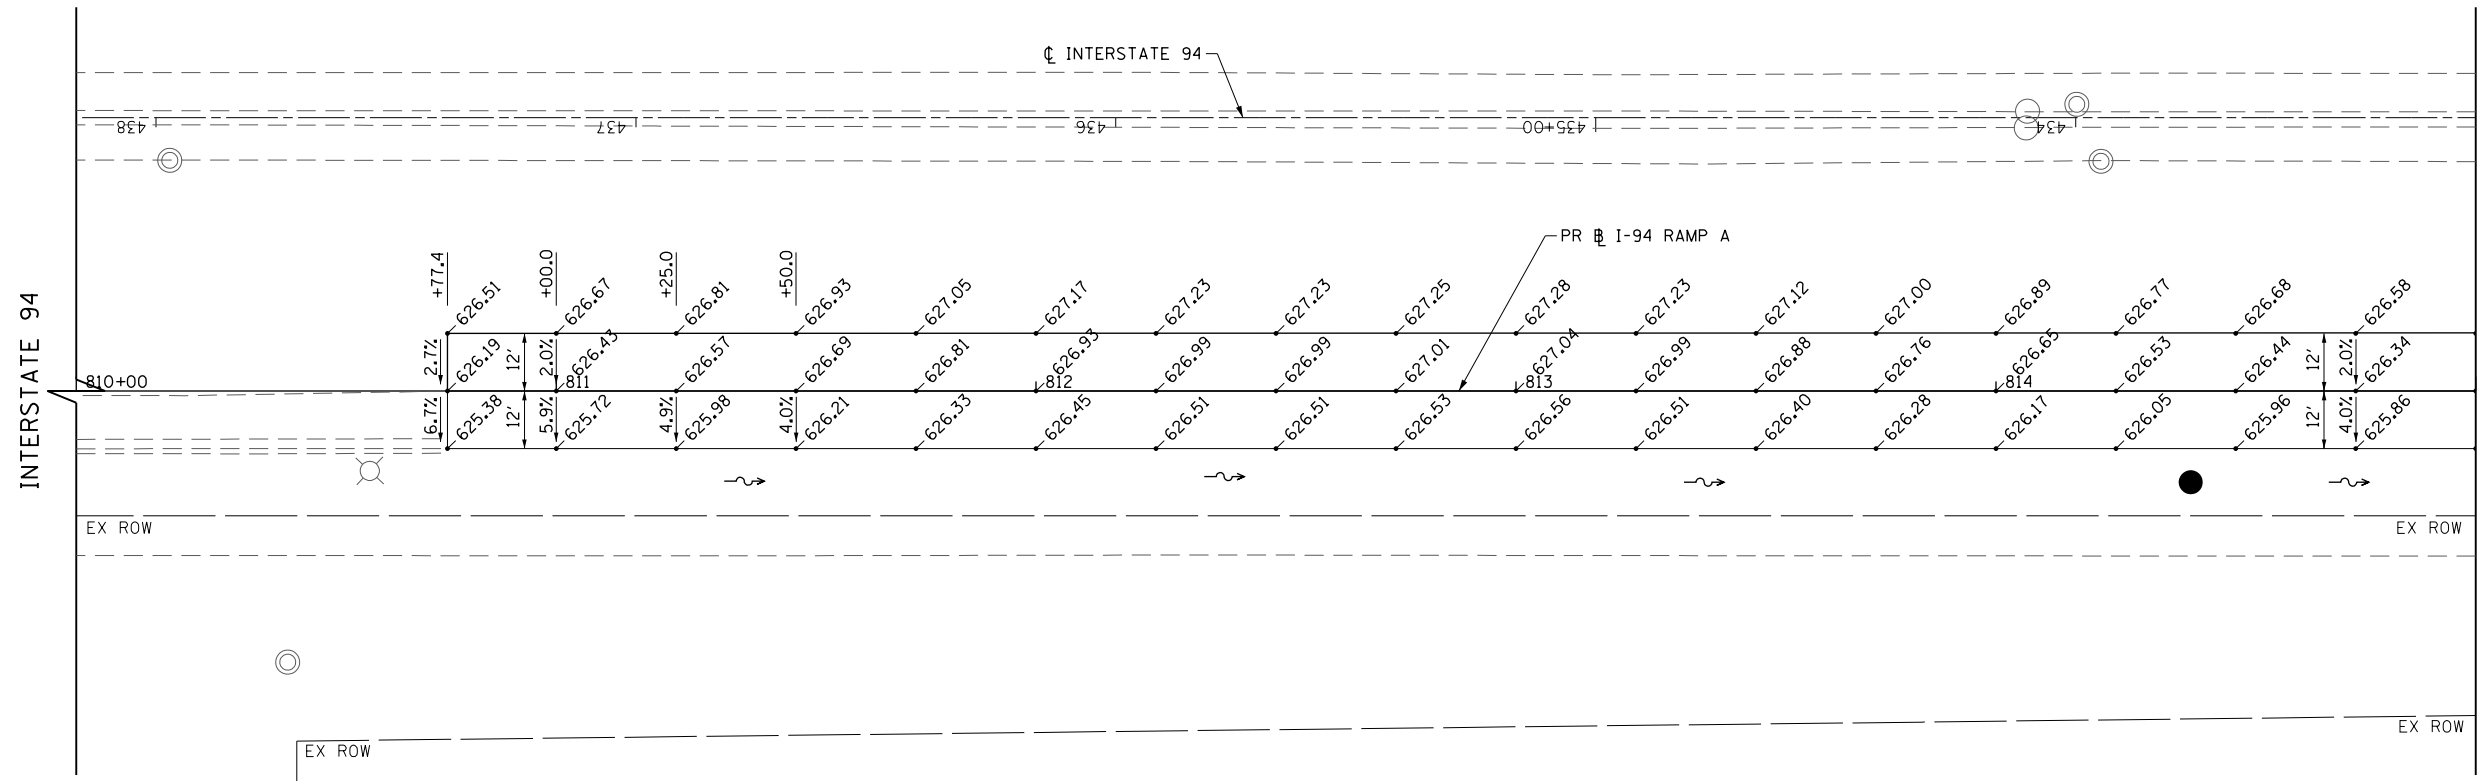 ℄ INTERSTATE 94
438 437 436 435+00 434
PR ⅊ I-94 RAMP A
INTERSTATE 94
+77.4 +00.0 +25.0 +50.0
626.51 626.67 626.81 626.93 627.05 627.17 627.23 627.23 627.25 627.28 627.23 627.12 627.00 626.89 626.77 626.68 626.58
2.7% 12' 2.0% 12' 2.0%
626.19 626.43 626.57 626.69 626.81 626.93 626.99 626.99 627.01 627.04 626.99 626.88 626.76 626.65 626.53 626.44 626.34
810+00 811 812 813 814
6.7% 12' 5.9% 4.9% 4.0% 12' 4.0%
625.38 625.72 625.98 626.21 626.33 626.45 626.51 626.51 626.53 626.56 626.51 626.40 626.28 626.17 626.05 625.96 625.86
EX ROW EX ROW
EX ROW EX ROW